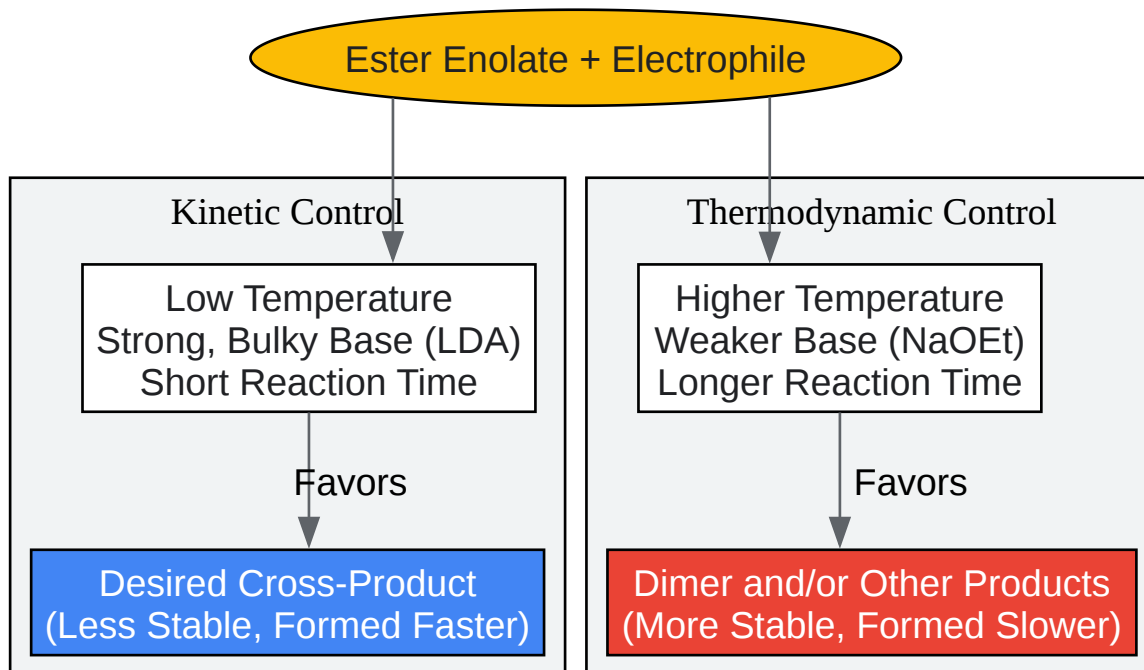 Ester Enolate + Electrophile
Kinetic Control
Low Temperature
Strong, Bulky Base (LDA)
Short Reaction Time
Favors
Desired Cross-Product
(Less Stable, Formed Faster)
Thermodynamic Control
Higher Temperature
Weaker Base (NaOEt)
Longer Reaction Time
Favors
Dimer and/or Other Products
(More Stable, Formed Slower)